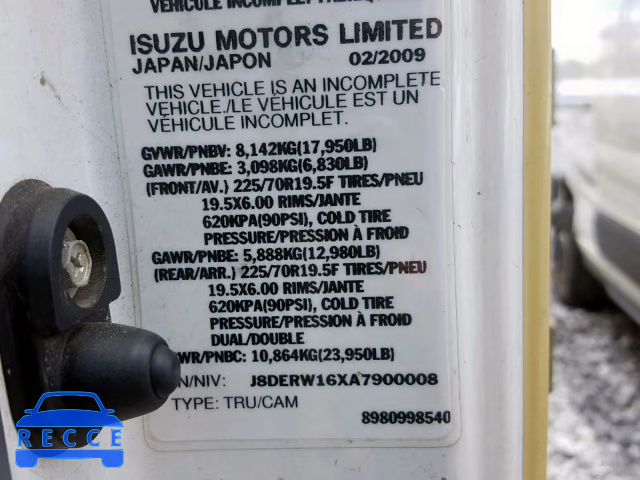 VÉHICULE INCOMPLET FABRIQUÉ
ISUZU MOTORS LIMITED
JAPAN/JAPON 02/2009
THIS VEHICLE IS AN INCOMPLETE
VEHICLE./LE VÉHICULE EST UN
VÉHICULE INCOMPLET.
GVWR/PNBV: 8,142KG(17,950LB)
GAWR/PNBE: 3,098KG(6,830LB)
(FRONT/AV.) 225/70R19.5F TIRES/PNEU
19.5X6.00 RIMS/JANTE
620KPA(90PSI), COLD TIRE
PRESSURE/PRESSION À FROID
GAWR/PNBE: 5,888KG(12,980LB)
(REAR/ARR.) 225/70R19.5F TIRES/PNEU
19.5X6.00 RIMS/JANTE
620KPA(90PSI), COLD TIRE
PRESSURE/PRESSION À FROID
DUAL/DOUBLE
WR/PNBC: 10,864KG(23,950LB)
N/NIV: J8DERW16XA7900008
TYPE: TRU/CAM
8980998540
RECCE